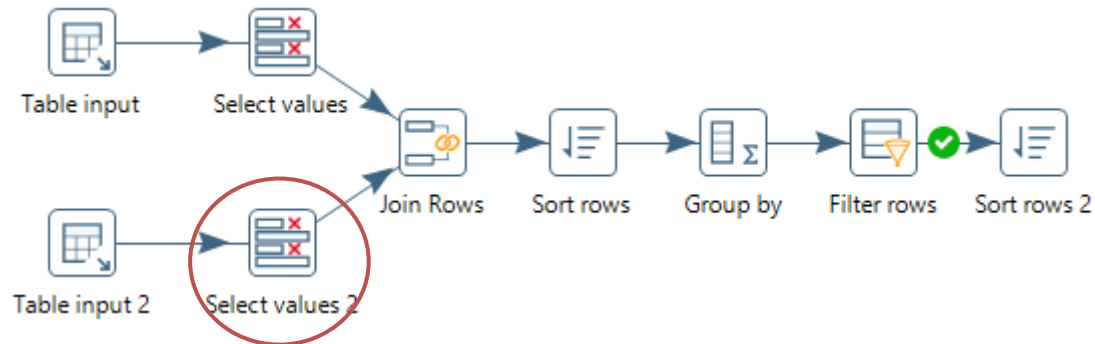 Table input
Select values
Join Rows
Sort rows
Σ
Group by
Filter rows
Sort rows 2
Table input 2
Select values 2